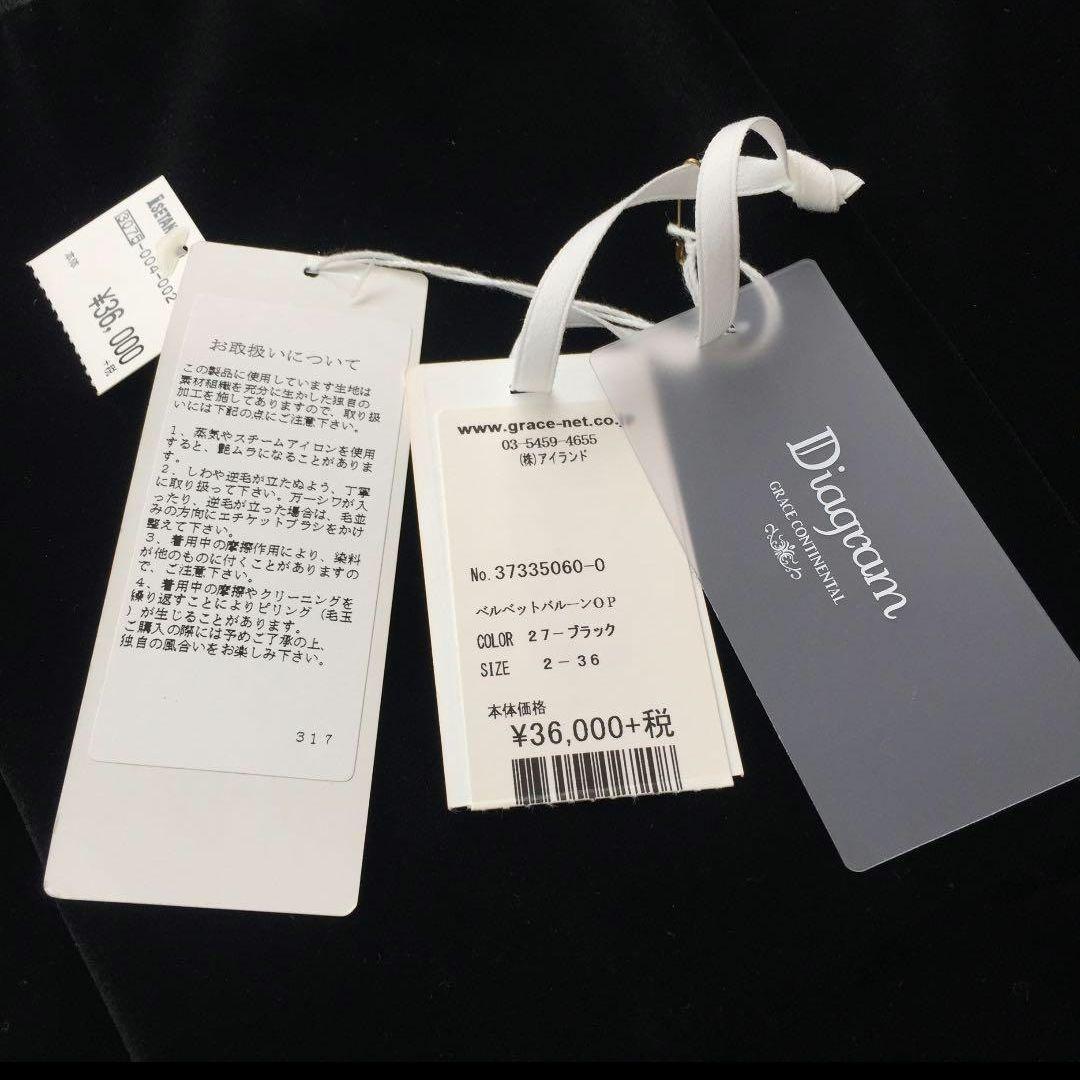 ISETAN
3075-004-002
¥36,000
+税
お取扱いについて
この製品に使用しています生地は
素材組織を充分に生かした独自の
加工を施してありますので、取り扱
いには下記の点にご注意下さい。
1、蒸気やスチームアイロンを使用
すると、艶ムラになることがありま
す。
2、しわや逆毛が立たぬよう、丁寧
に取り扱って下さい。万一シワが入
ったり、逆毛が立った場合は、毛並
みの方向にエチケットブラシをかけ
整えて下さい。
3、着用中の摩擦作用により、染料
が他のものに付くことがありますの
で、ご注意下さい。
4、着用中の摩擦やクリーニングを
繰り返すことによりピリング（毛玉
）が生じることがあります。
ご購入の際には予めご了承の上、
独自の風合いをお楽しみ下さい。
317
www.grace-net.co.jp
03-5459-4655
(株)アイランド
No.37335060-0
ベルベットバルーンOP
COLOR 27-ブラック
SIZE 2-36
本体価格
¥36,000+税
Diagram
GRACE CONTINENTAL